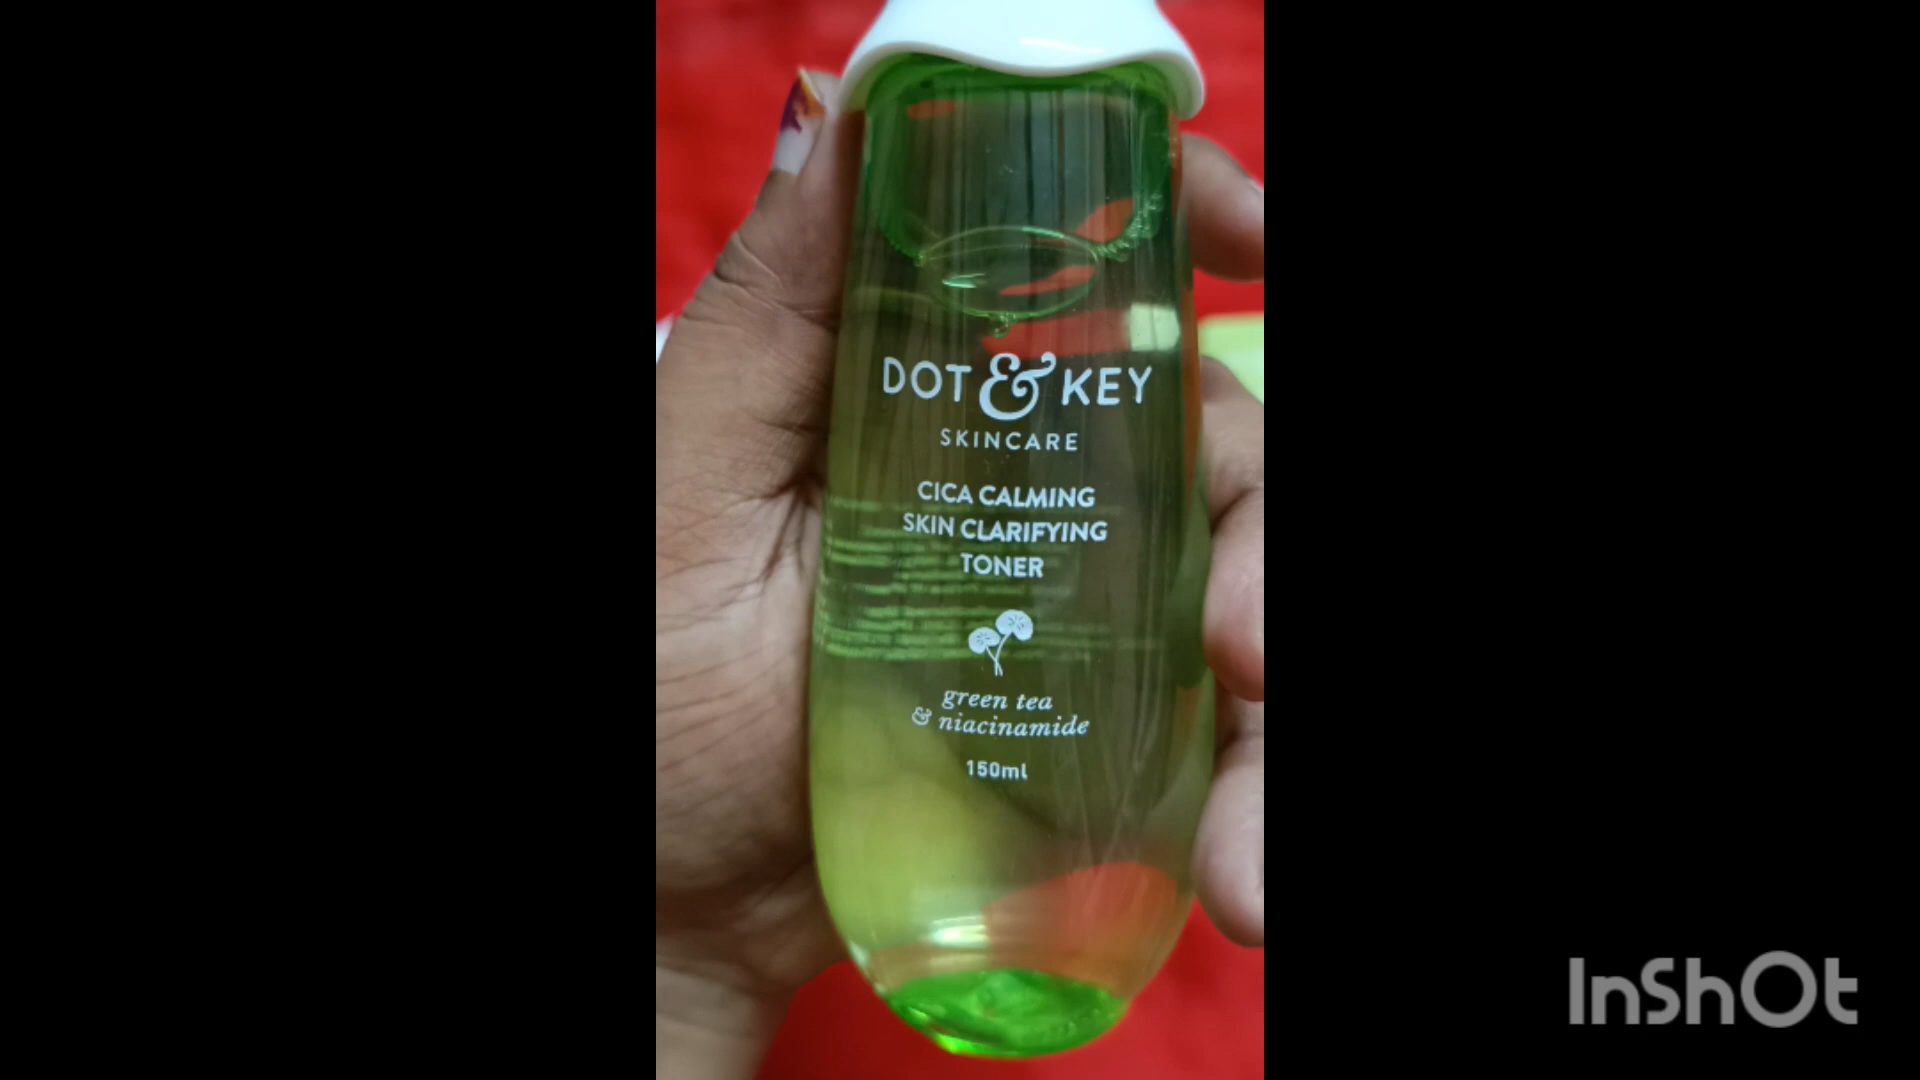 DOT & KEY
SKINCARE
CICA CALMING
SKIN CLARIFYING
TONER
green tea
& niacinamide
150ml
InShOt